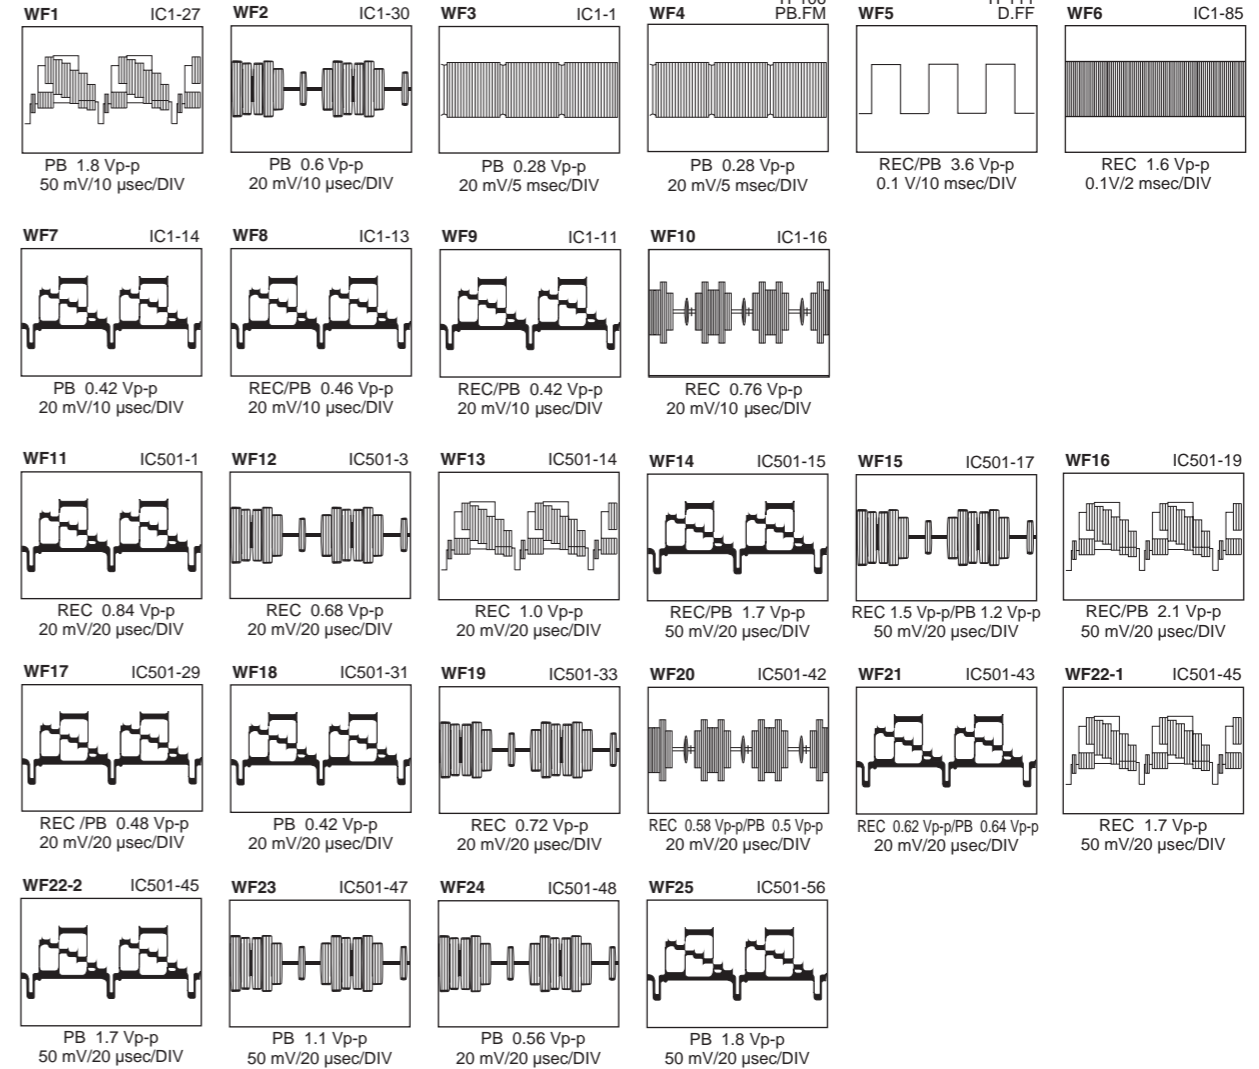 WF1 IC1-27
WF2 IC1-30
WF3 IC1-1
WF4 PB.FM
WF5 D.FF
WF6 IC1-85
PB 1.8 Vp-p
50 mV/10 µsec/DIV
PB 0.6 Vp-p
20 mV/10 µsec/DIV
PB 0.28 Vp-p
20 mV/5 msec/DIV
PB 0.28 Vp-p
20 mV/5 msec/DIV
REC/PB 3.6 Vp-p
0.1 V/10 msec/DIV
REC 1.6 Vp-p
0.1V/2 msec/DIV
WF7 IC1-14
WF8 IC1-13
WF9 IC1-11
WF10 IC1-16
PB 0.42 Vp-p
20 mV/10 µsec/DIV
REC/PB 0.46 Vp-p
20 mV/10 µsec/DIV
REC/PB 0.42 Vp-p
20 mV/10 µsec/DIV
REC 0.76 Vp-p
20 mV/10 µsec/DIV
WF11 IC501-1
WF12 IC501-3
WF13 IC501-14
WF14 IC501-15
WF15 IC501-17
WF16 IC501-19
REC 0.84 Vp-p
20 mV/20 µsec/DIV
REC 0.68 Vp-p
20 mV/20 µsec/DIV
REC 1.0 Vp-p
20 mV/20 µsec/DIV
REC/PB 1.7 Vp-p
50 mV/20 µsec/DIV
REC 1.5 Vp-p/PB 1.2 Vp-p
50 mV/20 µsec/DIV
REC/PB 2.1 Vp-p
50 mV/20 µsec/DIV
WF17 IC501-29
WF18 IC501-31
WF19 IC501-33
WF20 IC501-42
WF21 IC501-43
WF22-1 IC501-45
REC /PB 0.48 Vp-p
20 mV/20 µsec/DIV
PB 0.42 Vp-p
20 mV/20 µsec/DIV
REC 0.72 Vp-p
20 mV/20 µsec/DIV
REC 0.58 Vp-p/PB 0.5 Vp-p
20 mV/20 µsec/DIV
REC 0.62 Vp-p/PB 0.64 Vp-p
20 mV/20 µsec/DIV
REC 1.7 Vp-p
50 mV/20 µsec/DIV
WF22-2 IC501-45
WF23 IC501-47
WF24 IC501-48
WF25 IC501-56
PB 1.7 Vp-p
50 mV/20 µsec/DIV
PB 1.1 Vp-p
50 mV/20 µsec/DIV
PB 0.56 Vp-p
20 mV/20 µsec/DIV
PB 1.8 Vp-p
50 mV/20 µsec/DIV